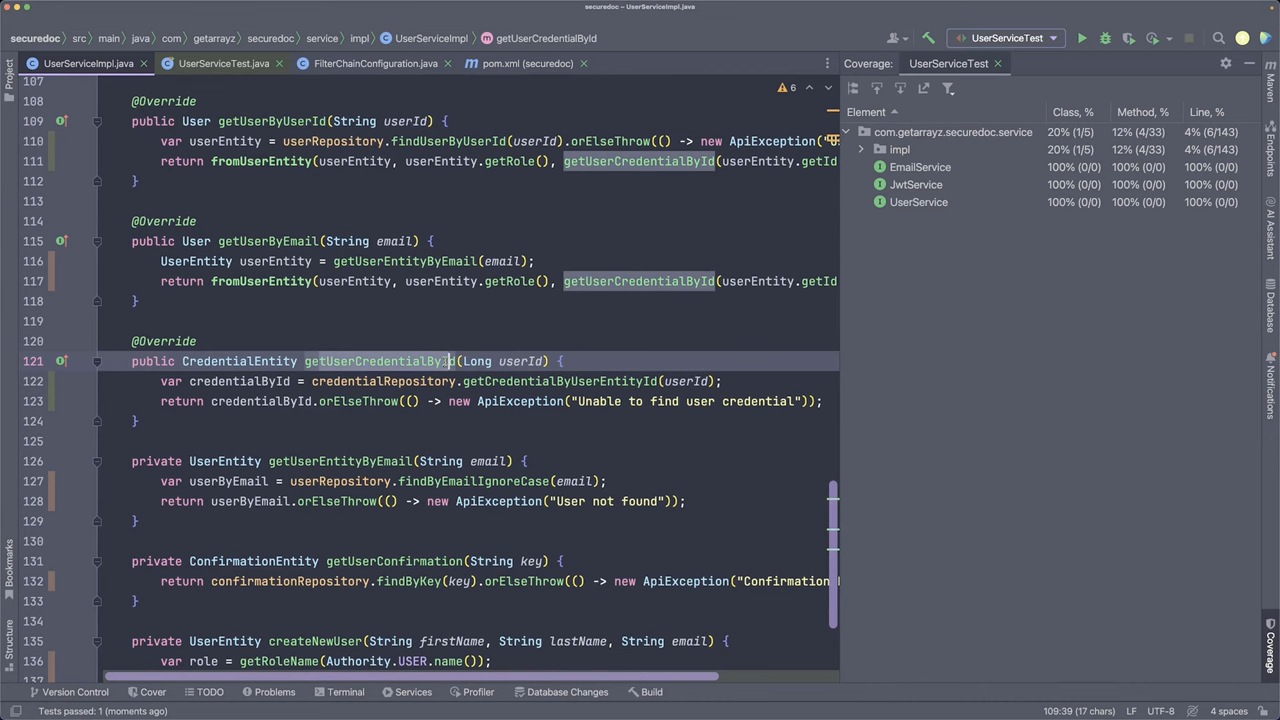 securedoc – UserServiceImpl.java
securedoc src main java com getarrayz securedoc service impl UserServiceImpl getUserCredentialById UserServiceTest
UserServiceImpl.java UserServiceTest.java FilterChainConfiguration.java pom.xml (securedoc)
Coverage: UserServiceTest
Element Class, % Method, % Line, %
com.getarrayz.securedoc.service 20% (1/5) 12% (4/33) 4% (6/143)
impl 20% (1/5) 12% (4/33) 4% (6/143)
EmailService 100% (0/0) 100% (0/0) 100% (0/0)
JwtService 100% (0/0) 100% (0/0) 100% (0/0)
UserService 100% (0/0) 100% (0/0) 100% (0/0)
6
107
108 @Override
109 public User getUserByUserId(String userId) {
110 var userEntity = userRepository.findUserByUserId(userId).orElseThrow(() -> new ApiException("
111 return fromUserEntity(userEntity, userEntity.getRole(), getUserCredentialById(userEntity.getId
112 }
113
114 @Override
115 public User getUserByEmail(String email) {
116 UserEntity userEntity = getUserEntityByEmail(email);
117 return fromUserEntity(userEntity, userEntity.getRole(), getUserCredentialById(userEntity.getId
118 }
119
120 @Override
121 public CredentialEntity getUserCredentialById(Long userId) {
122 var credentialById = credentialRepository.getCredentialByUserEntityId(userId);
123 return credentialById.orElseThrow(() -> new ApiException("Unable to find user credential"));
124 }
125
126 private UserEntity getUserEntityByEmail(String email) {
127 var userByEmail = userRepository.findByEmailIgnoreCase(email);
128 return userByEmail.orElseThrow(() -> new ApiException("User not found"));
129 }
130
131 private ConfirmationEntity getUserConfirmation(String key) {
132 return confirmationRepository.findByKey(key).orElseThrow(() -> new ApiException("Confirmation
133 }
134
135 private UserEntity createNewUser(String firstName, String lastName, String email) {
136 var role = getRoleName(Authority.USER.name());
137
Project
Bookmarks
Structure
Maven
Endpoints
AI Assistant
Database
Notifications
Coverage
Version Control Cover TODO Problems Terminal Services Profiler Database Changes Build
Tests passed: 1 (moments ago) 109:39 (17 chars) LF UTF-8 4 spaces